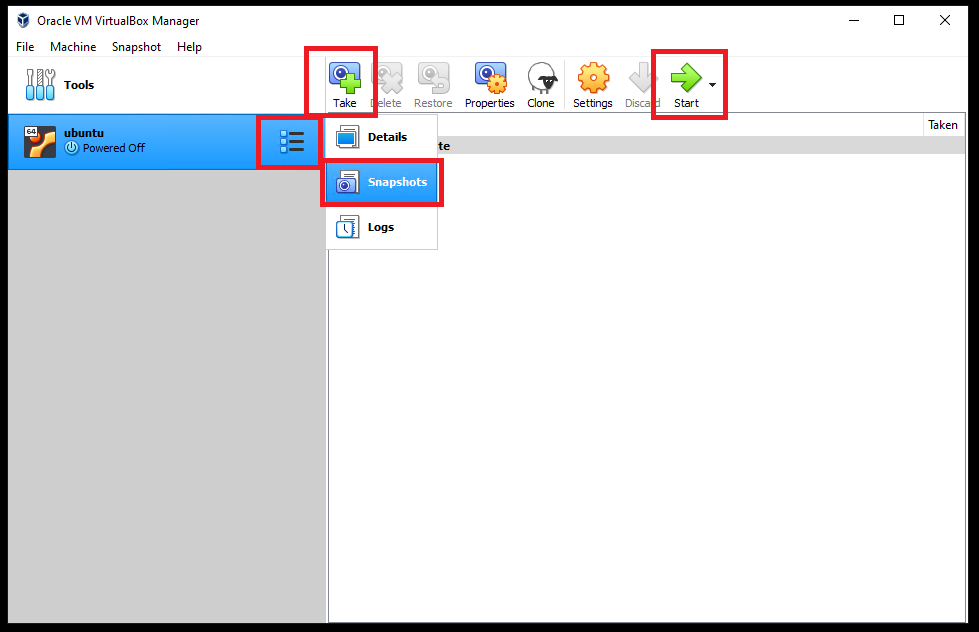 Oracle VM VirtualBox Manager
File Machine Snapshot Help
Tools
Take Delete Restore Properties Clone Settings Discard Start
Taken
64
ubuntu
Powered Off
Details
te
Snapshots
Logs